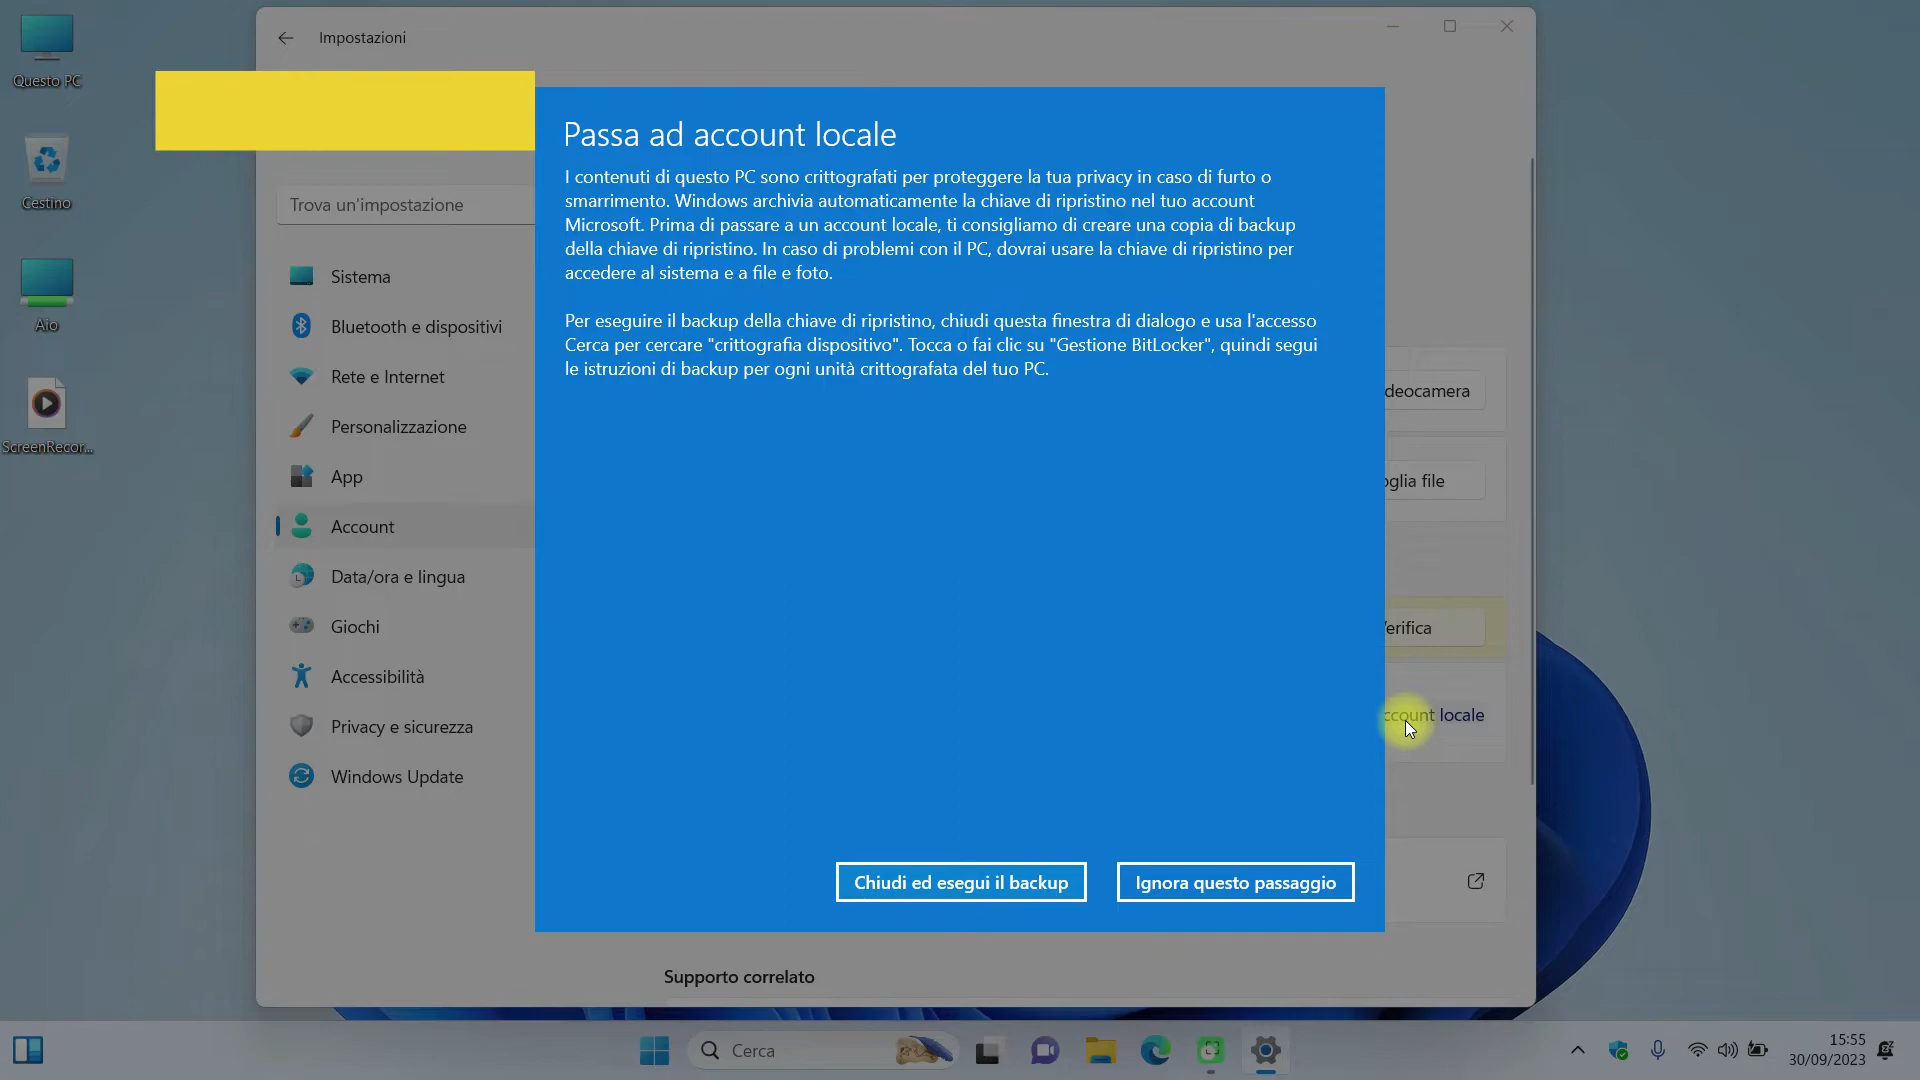 Questo PC
Cestino
Aio
ScreenRecor...
Impostazioni
Trova un'impostazione
Sistema
Bluetooth e dispositivi
Rete e Internet
Personalizzazione
App
Account
Data/ora e lingua
Giochi
Accessibilità
Privacy e sicurezza
Windows Update
Passa ad account locale
I contenuti di questo PC sono crittografati per proteggere la tua privacy in caso di furto o
smarrimento. Windows archivia automaticamente la chiave di ripristino nel tuo account
Microsoft. Prima di passare a un account locale, ti consigliamo di creare una copia di backup
della chiave di ripristino. In caso di problemi con il PC, dovrai usare la chiave di ripristino per
accedere al sistema e a file e foto.
Per eseguire il backup della chiave di ripristino, chiudi questa finestra di dialogo e usa l'accesso
Cerca per cercare "crittografia dispositivo". Tocca o fai clic su "Gestione BitLocker", quindi segui
le istruzioni di backup per ogni unità crittografata del tuo PC.
Chiudi ed esegui il backup
Ignora questo passaggio
deocamera
oglia file
erifica
ccount locale
Supporto correlato
Cerca
15:55
30/09/2023